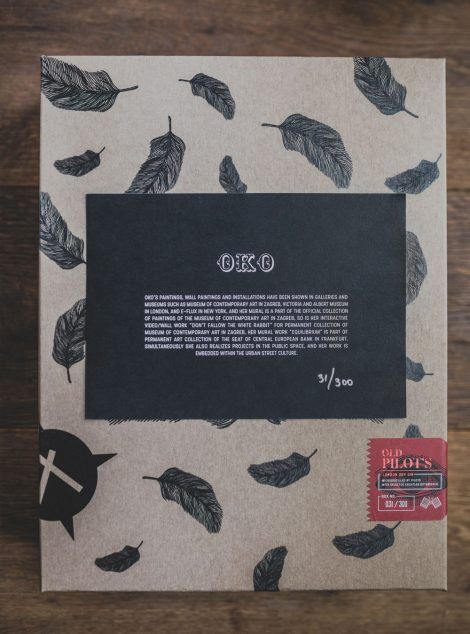 OKO
OKO'S PAINTINGS, WALL PAINTINGS AND INSTALLATIONS HAVE BEEN SHOWN IN GALLERIES AND
MUSEUMS SUCH AS MUSEUM OF CONTEMPORARY ART IN ZAGREB, VICTORIA AND ALBERT MUSEUM
IN LONDON, AND E-FLUX IN NEW YORK, AND HER MURAL IS A PART OF THE OFFICIAL COLLECTION
OF PAINTINGS OF THE MUSEUM OF CONTEMPORARY ART IN ZAGREB, SO IS HER INTERACTIVE
VIDEO/WALL WORK "DON'T FALLOW THE WHITE RABBIT" FOR PERMANENT COLLECTION OF
MUSEUM OF CONTEMPORARY ART IN ZAGREB. HER MURAL WORK "EQUILIBRIUM" IS PART OF
PERMANENT ART COLLECTION OF THE SEAT OF CENTRAL EUROPEAN BANK IN FRANKFURT.
SIMULTANEOUSLY SHE ALSO REALIZES PROJECTS IN THE PUBLIC SPACE, AND HER WORK IS
EMBEDDED WITHIN THE URBAN STREET CULTURE.
31/300
OLD
PILOT'S
LONDON DRY GIN
BOX NO.
031/300